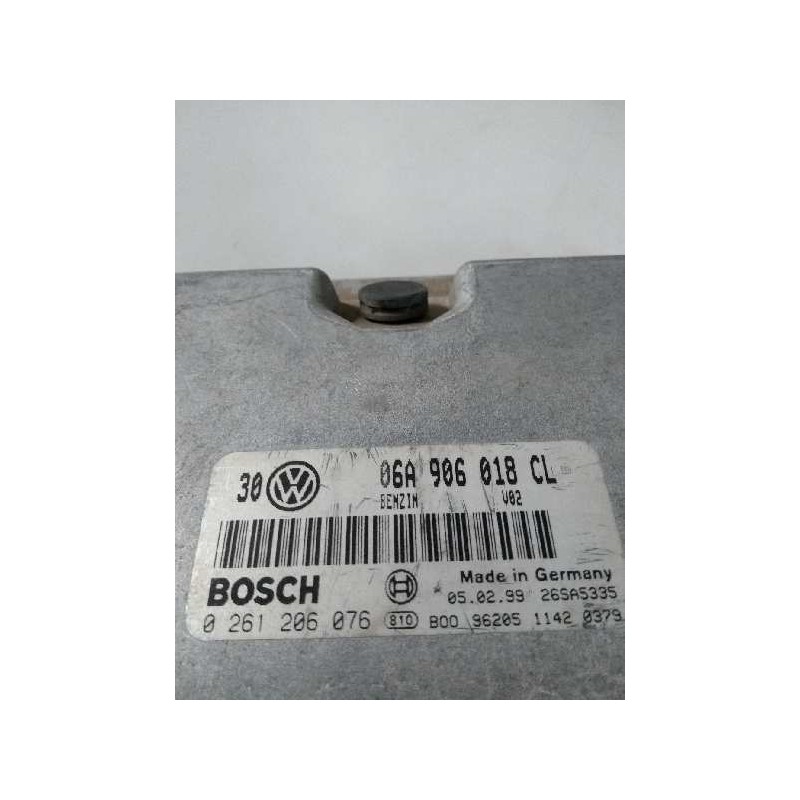 30 VW 06A 906 018 CL
BENZIN V02
BOSCH Made in Germany
05.02.99 26SA5335
0 261 206 076 810 B00 96205 1142 0379